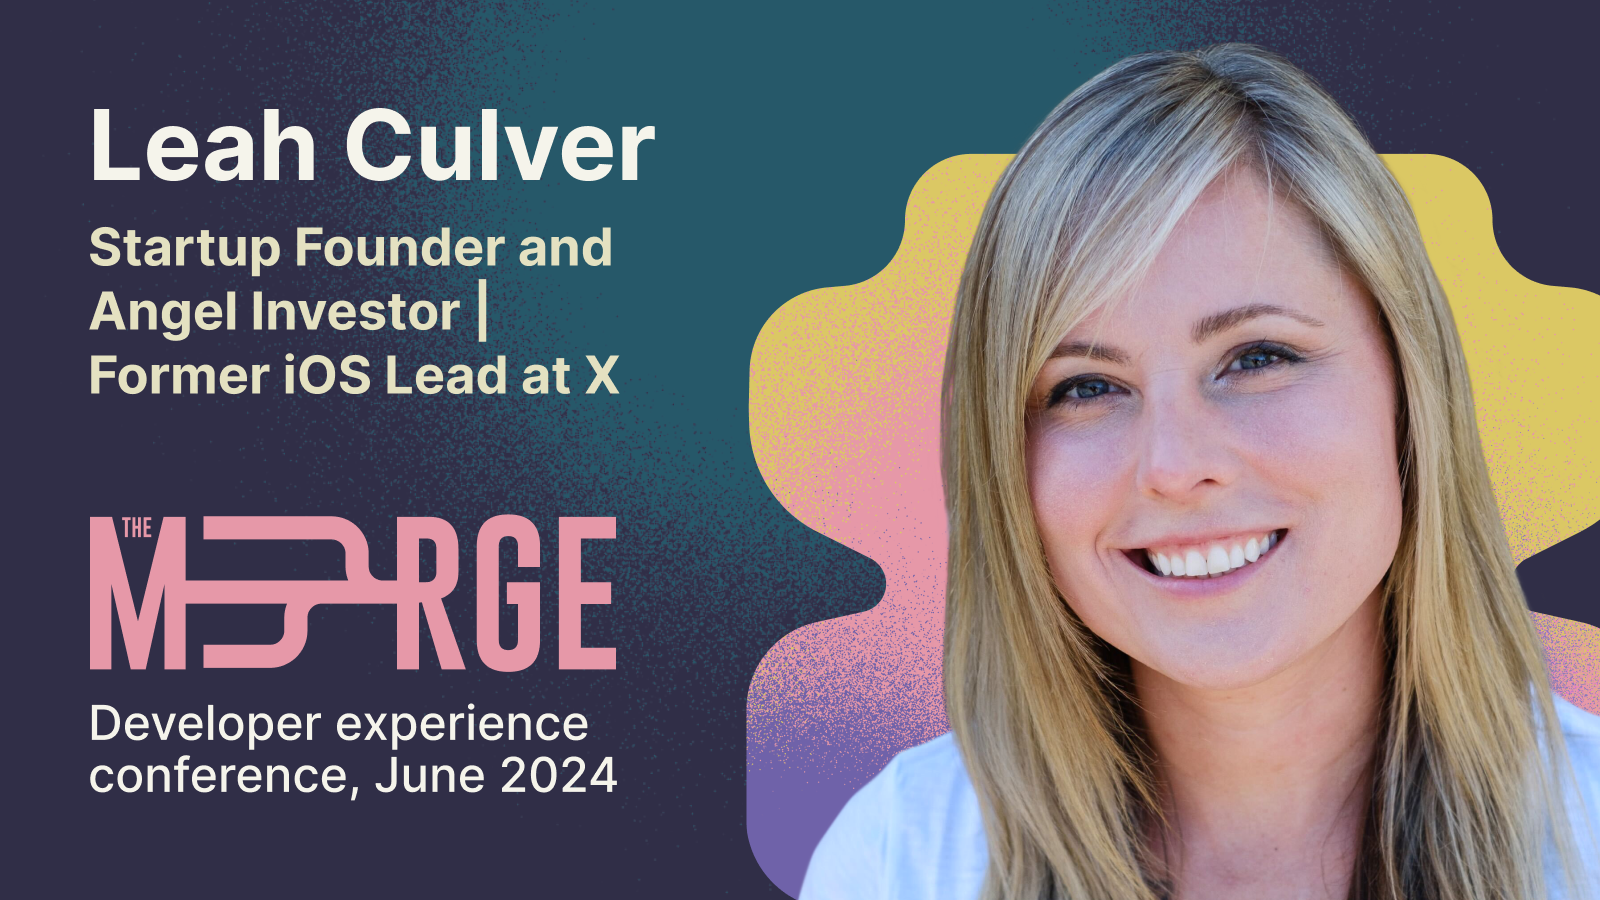 Leah Culver
Startup Founder and
Angel Investor |
Former iOS Lead at X
THE
MERGE
Developer experience
conference, June 2024